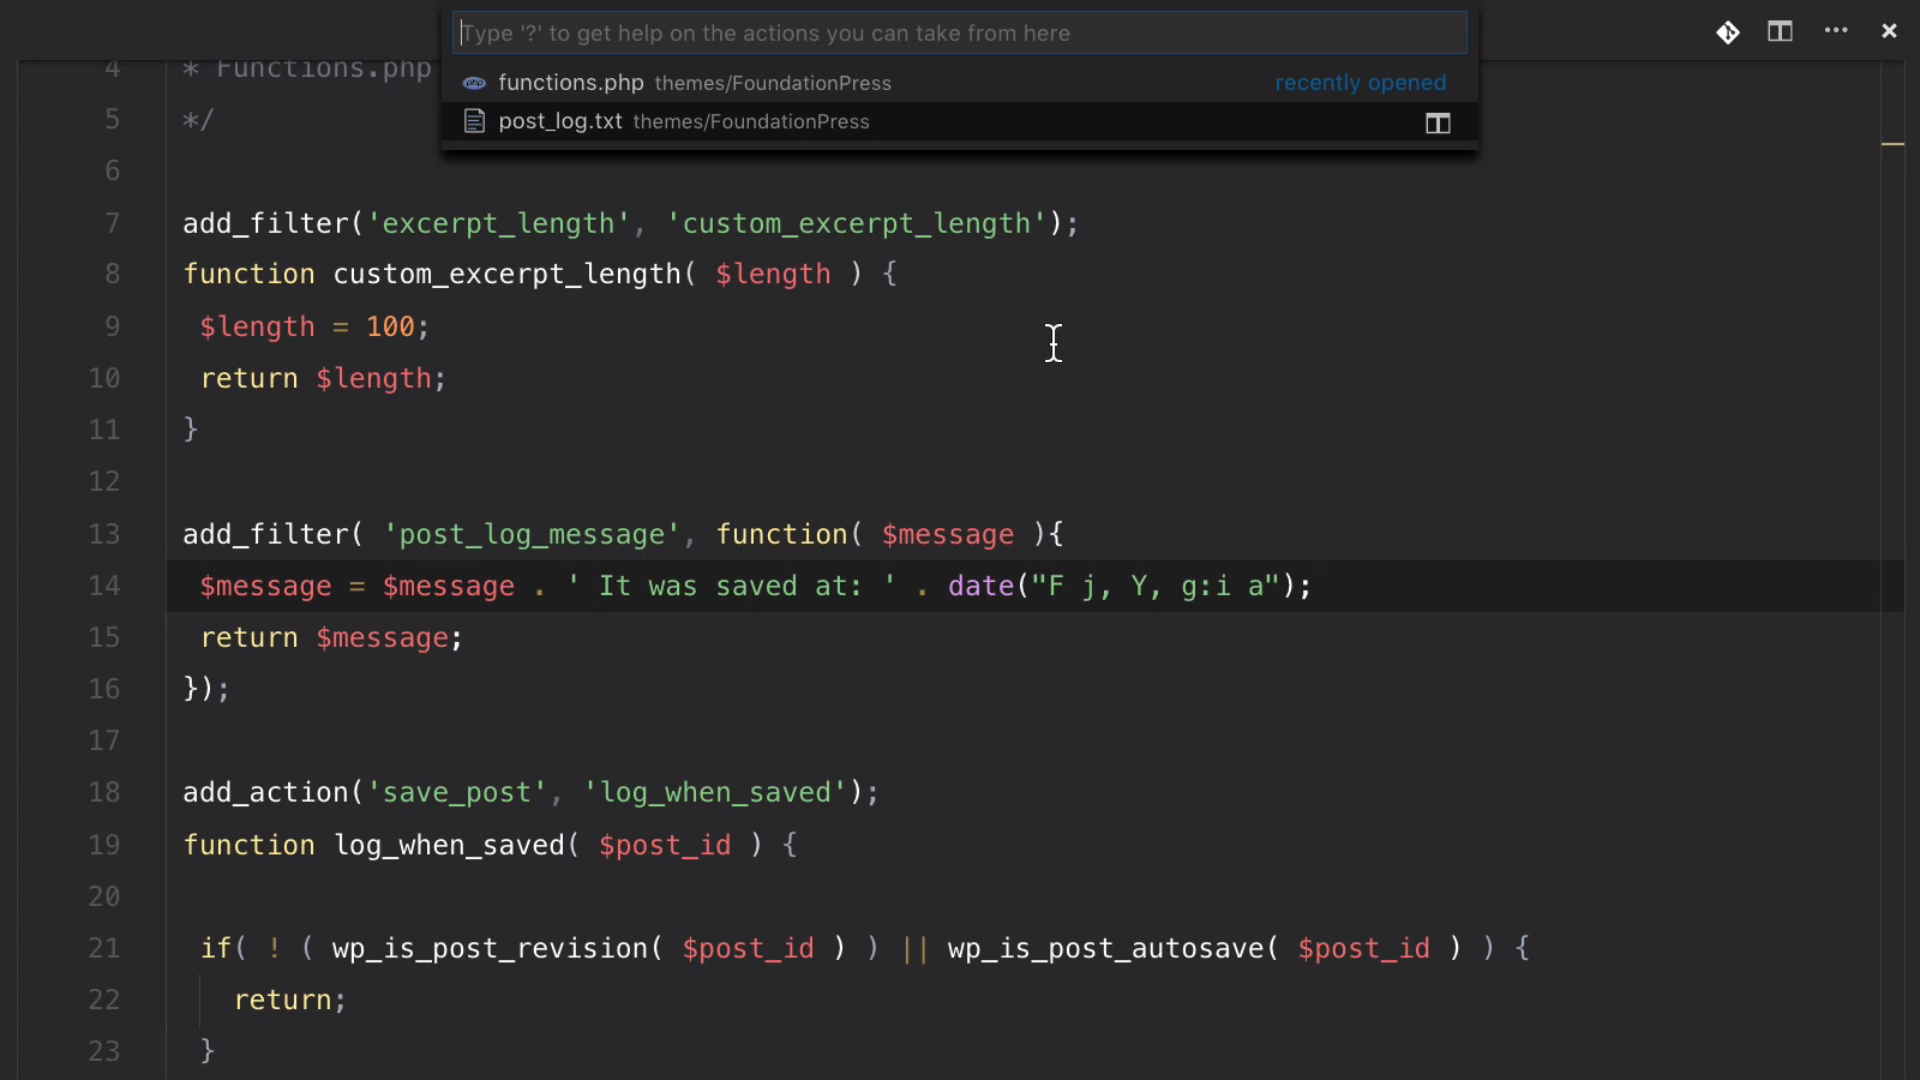 Type '?' to get help on the actions you can take from here
functions.php themes/FoundationPress recently opened
post_log.txt themes/FoundationPress
4 * Functions.php
5 */
6
7 add_filter('excerpt_length', 'custom_excerpt_length');
8 function custom_excerpt_length( $length ) {
9 $length = 100;
10 return $length;
11 }
12
13 add_filter( 'post_log_message', function( $message ){
14 $message = $message . ' It was saved at: ' . date("F j, Y, g:i a");
15 return $message;
16 });
17
18 add_action('save_post', 'log_when_saved');
19 function log_when_saved( $post_id ) {
20
21 if( ! ( wp_is_post_revision( $post_id ) ) || wp_is_post_autosave( $post_id ) ) {
22 return;
23 }